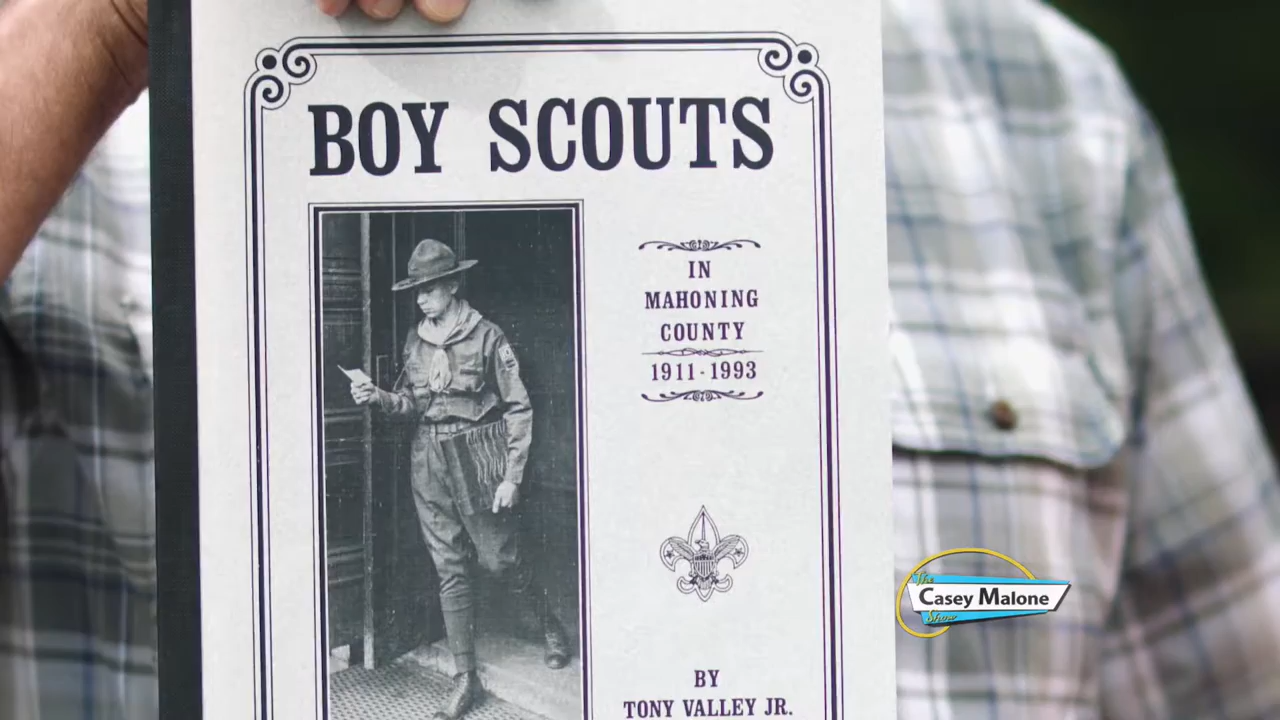 BOY SCOUTS
IN
MAHONING
COUNTY
1911-1993
BY
TONY VALLEY JR.
The
Casey Malone
Show